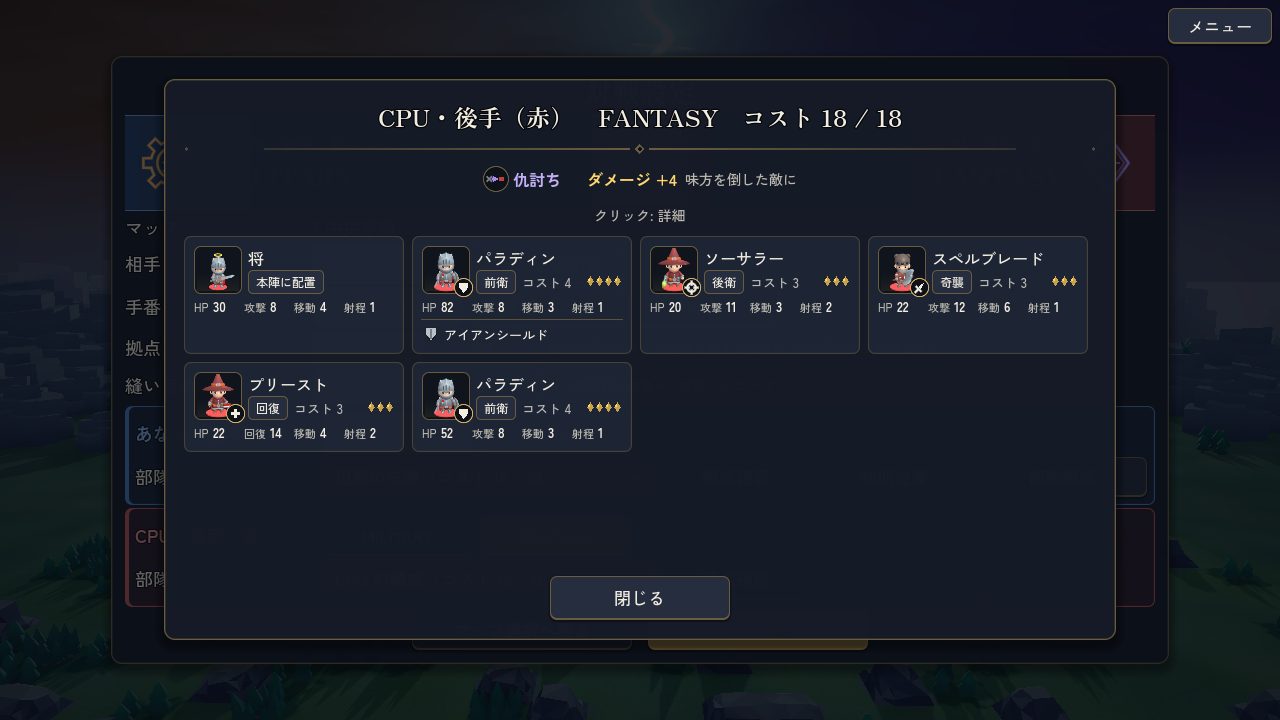 メニュー
CPU・後手（赤）　FANTASY　コスト 18 / 18
仇討ち ダメージ +4 味方を倒した敵に
クリック: 詳細
将
本陣に配置
HP 30 攻撃 8 移動 4 射程 1
パラディン
前衛 コスト 4
HP 82 攻撃 8 移動 3 射程 1
アイアンシールド
ソーサラー
後衛 コスト 3
HP 20 攻撃 11 移動 3 射程 2
スペルブレード
奇襲 コスト 3
HP 22 攻撃 12 移動 6 射程 1
プリースト
回復 コスト 3
HP 22 回復 14 移動 4 射程 2
パラディン
前衛 コスト 4
HP 52 攻撃 8 移動 3 射程 1
マッ
相手
手番
拠点
縫い
あな
部隊
CPU
部隊
閉じる